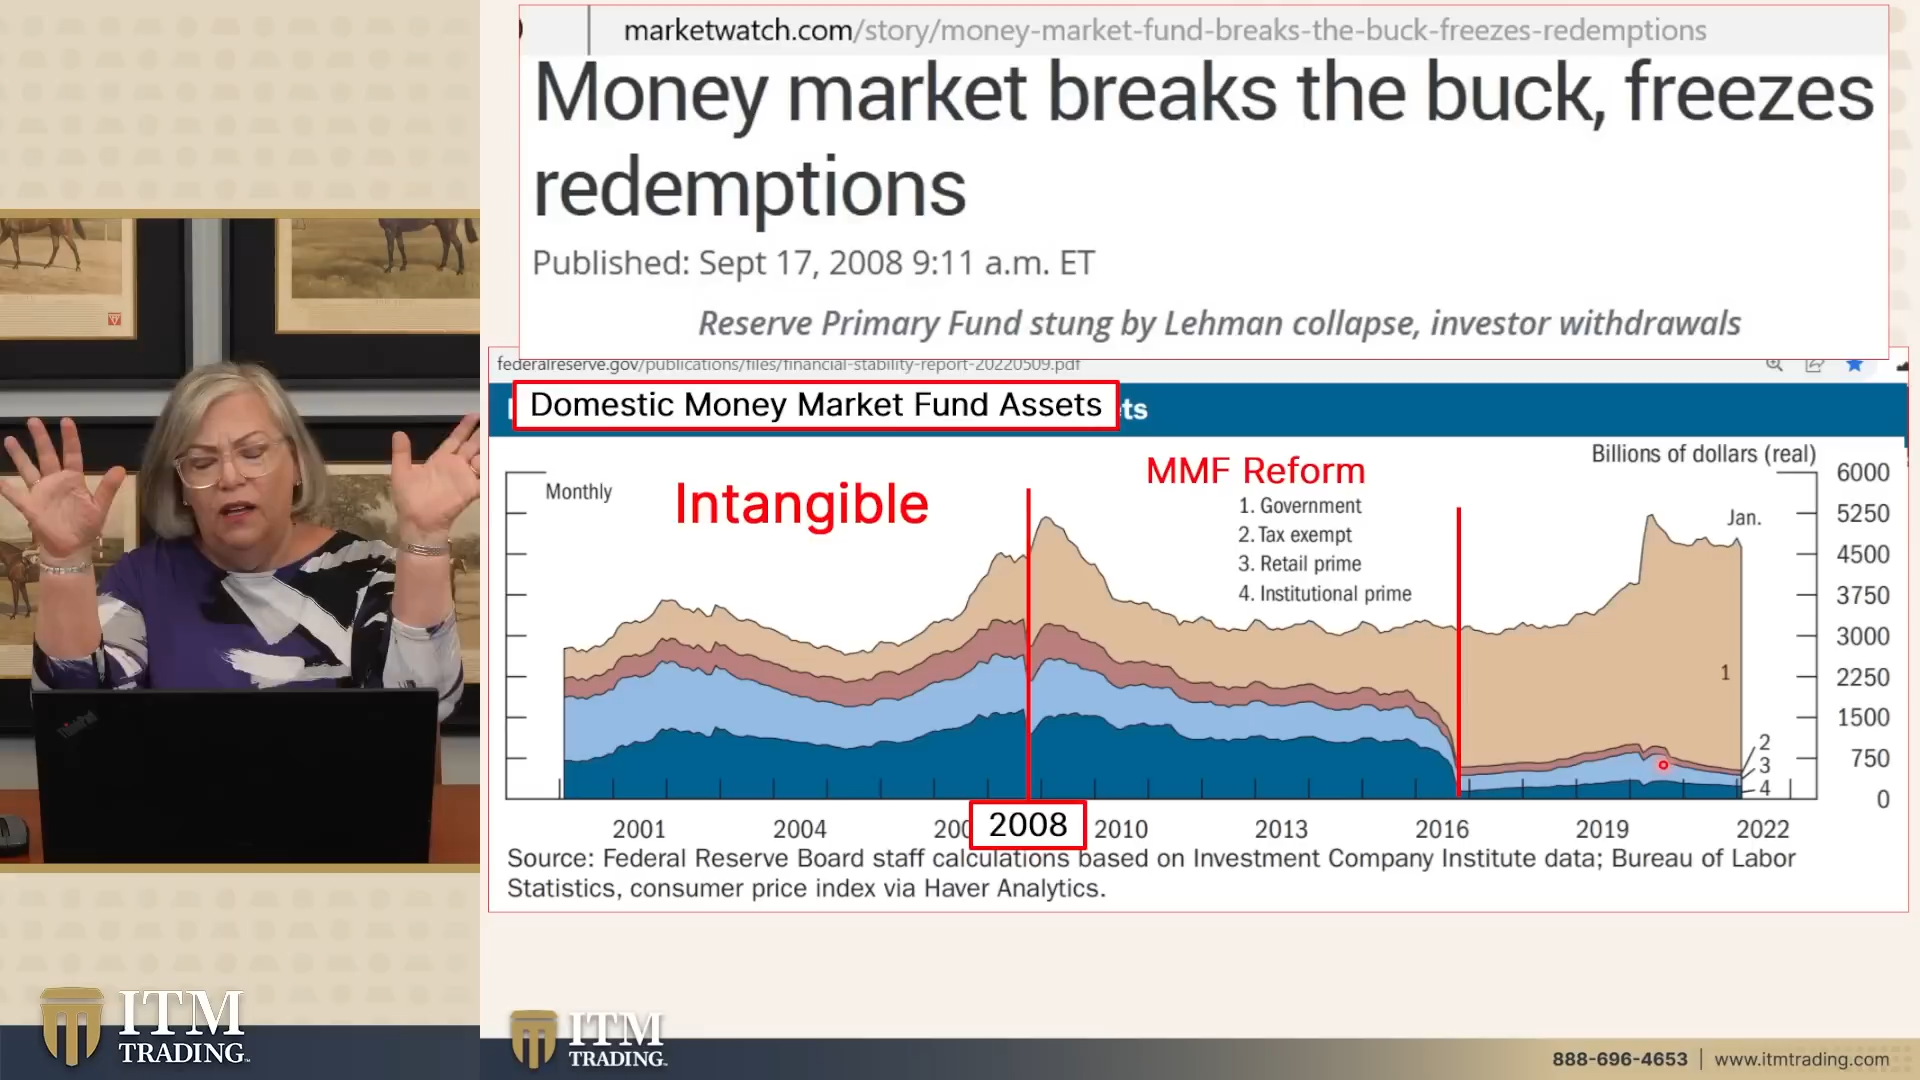 marketwatch.com/story/money-market-fund-breaks-the-buck-freezes-redemptions
Money market breaks the buck, freezes
redemptions
Published: Sept 17, 2008 9:11 a.m. ET
Reserve Primary Fund stung by Lehman collapse, investor withdrawals
federalreserve.gov/publications/files/financial-stability-report-20220509.pdf
Domestic Money Market Fund Assets
ts
Billions of dollars (real)
Monthly
Intangible
MMF Reform
1. Government
2. Tax exempt
3. Retail prime
4. Institutional prime
Jan.
6000
5250
4500
3750
3000
2250
1500
750
0
1
2
3
4
2001
2004
200
2008
2010
2013
2016
2019
2022
Source: Federal Reserve Board staff calculations based on Investment Company Institute data; Bureau of Labor
Statistics, consumer price index via Haver Analytics.
ThinkPad
ITM
TRADING
ITM
TRADING
888-696-4653 | www.itmtrading.com